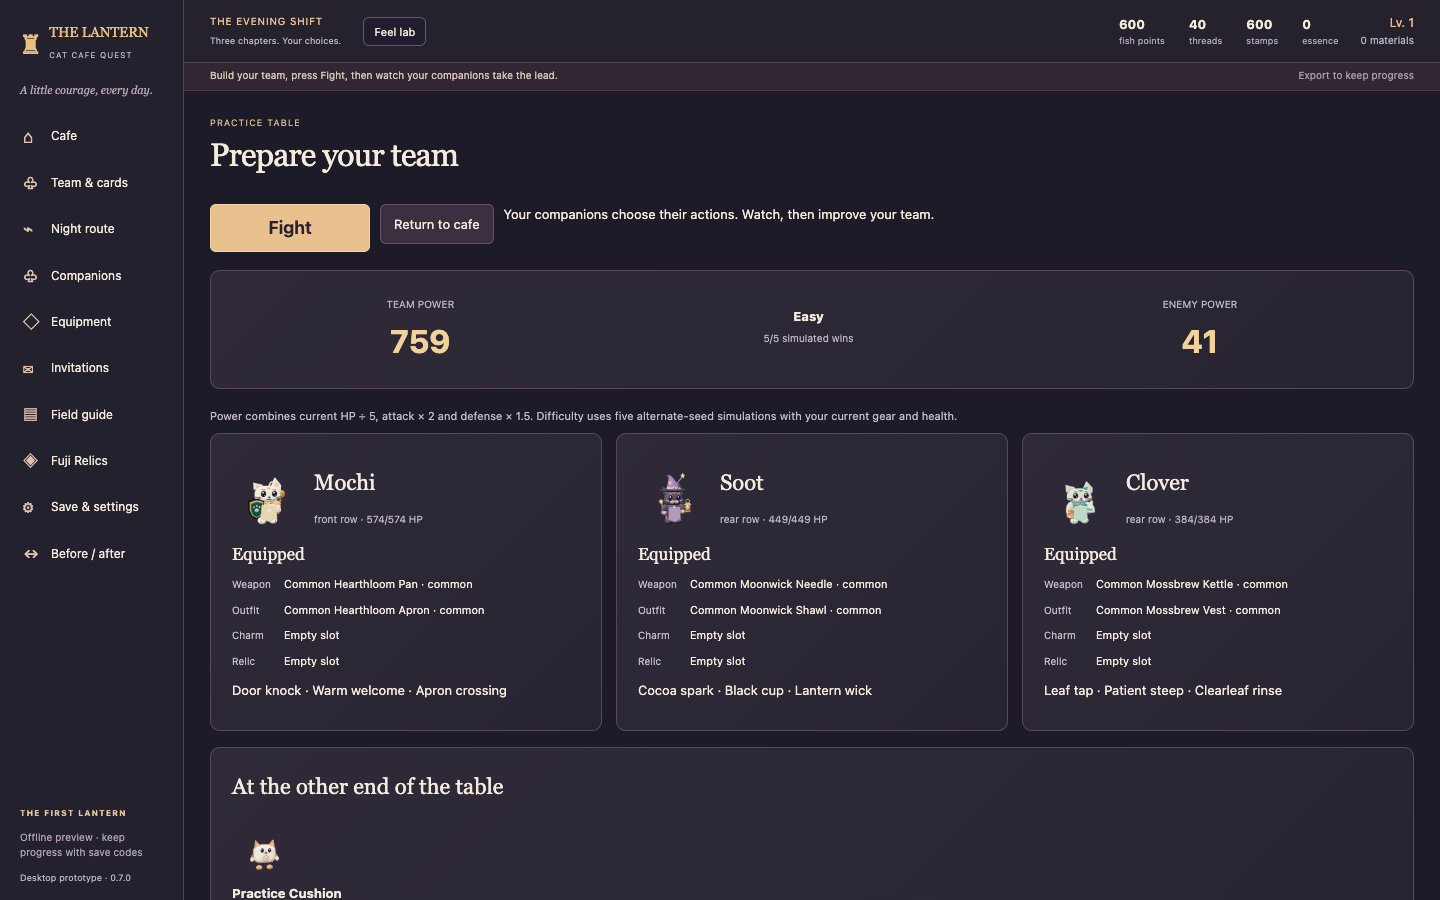 THE LANTERN
CAT CAFE QUEST
A little courage, every day.
Cafe
Team & cards
Night route
Companions
Equipment
Invitations
Field guide
Fuji Relics
Save & settings
Before / after
THE FIRST LANTERN
Offline preview · keep
progress with save codes
Desktop prototype · 0.7.0
THE EVENING SHIFT
Three chapters. Your choices.
Feel lab
600 fish points
40 threads
600 stamps
0 essence
Lv. 1
0 materials
Build your team, press Fight, then watch your companions take the lead.
Export to keep progress
PRACTICE TABLE
Prepare your team
Fight
Return to cafe
Your companions choose their actions. Watch, then improve your team.
TEAM POWER
759
Easy
5/5 simulated wins
ENEMY POWER
41
Power combines current HP ÷ 5, attack × 2 and defense × 1.5. Difficulty uses five alternate-seed simulations with your current gear and health.
Mochi
front row · 574/574 HP
Equipped
Weapon Common Hearthloom Pan · common
Outfit Common Hearthloom Apron · common
Charm Empty slot
Relic Empty slot
Door knock · Warm welcome · Apron crossing
Soot
rear row · 449/449 HP
Equipped
Weapon Common Moonwick Needle · common
Outfit Common Moonwick Shawl · common
Charm Empty slot
Relic Empty slot
Cocoa spark · Black cup · Lantern wick
Clover
rear row · 384/384 HP
Equipped
Weapon Common Mossbrew Kettle · common
Outfit Common Mossbrew Vest · common
Charm Empty slot
Relic Empty slot
Leaf tap · Patient steep · Clearleaf rinse
At the other end of the table
Practice Cushion